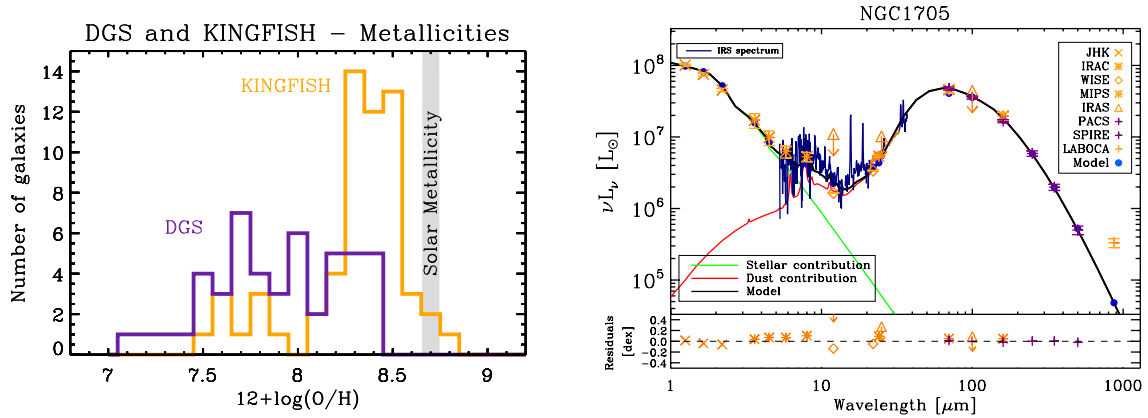 DGS and KINGFISH – Metallicities
Number of galaxies
14
12
10
8
6
4
2
0
KINGFISH
DGS
Solar Metallicity
7
7.5
8
8.5
9
12+log(O/H)
NGC1705
IRS spectrum
JHK
IRAC
WISE
MIPS
IRAS
PACS
SPIRE
LABOCA
Model
νLν [L⊙]
10⁸
10⁷
10⁶
10⁵
Stellar contribution
Dust contribution
Model
Residuals
[dex]
0.4
0.2
0.0
-0.2
-0.4
1
10
100
1000
Wavelength [μm]